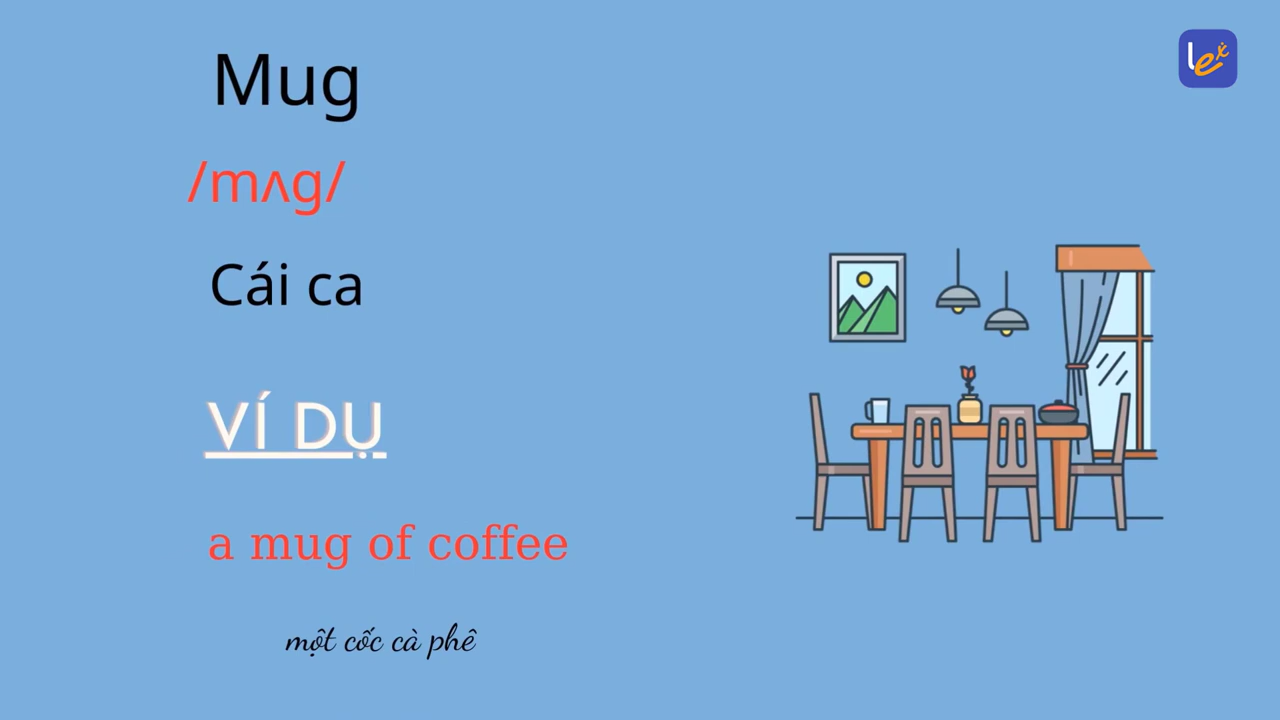 Mug
/mʌg/
Cái ca
VÍ DỤ
a mug of coffee
một cốc cà phê